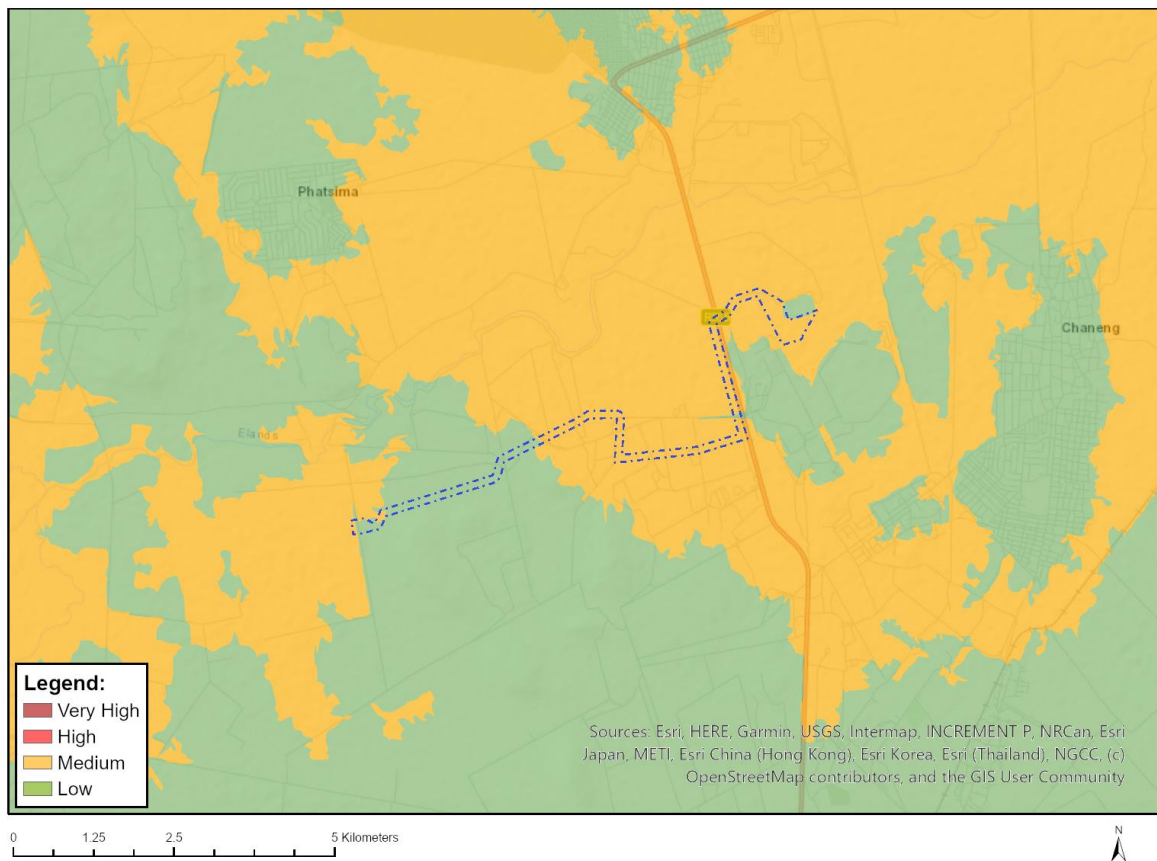 Phatsima
Chaneng
Elands
Legend:
Very High
High
Medium
Low
Sources: Esri, HERE, Garmin, USGS, Intermap, INCREMENT P, NRCan, Esri
Japan, METI, Esri China (Hong Kong), Esri Korea, Esri (Thailand), NGCC, (c)
OpenStreetMap contributors, and the GIS User Community
0 1.25 2.5 5 Kilometers
N